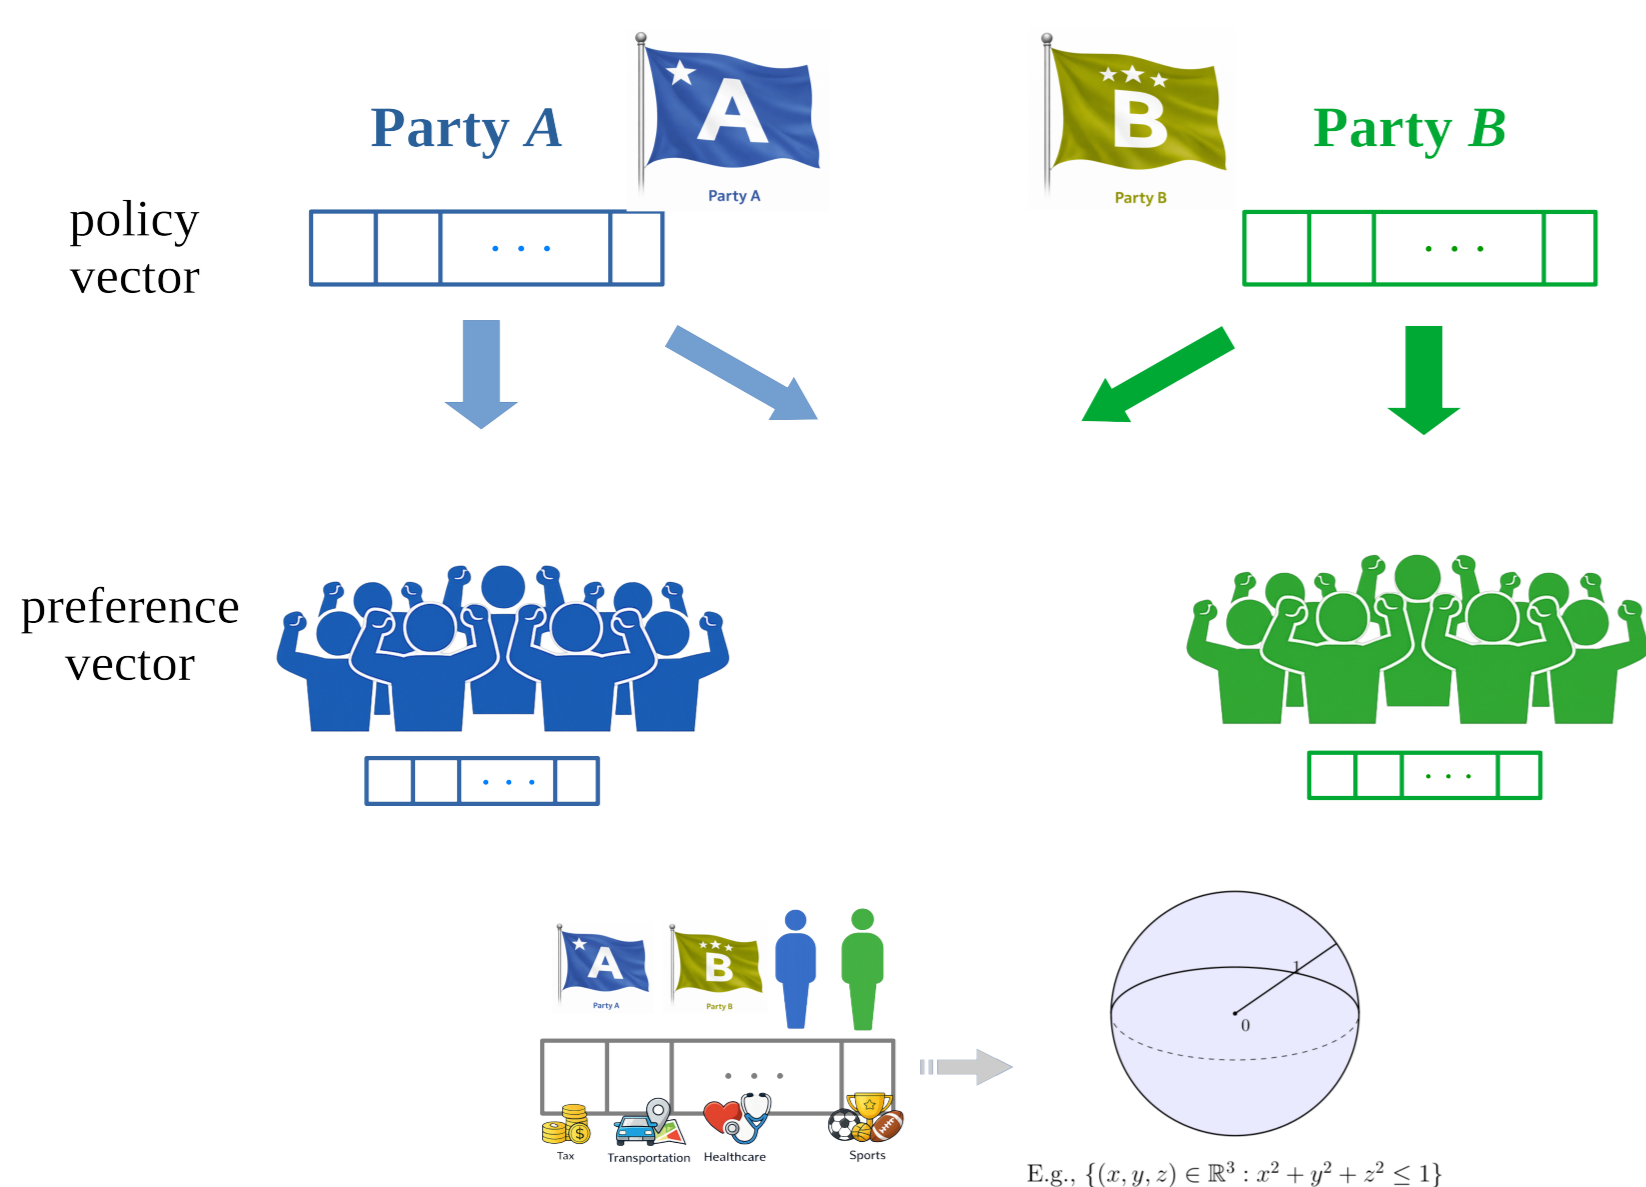 A
B
Party A
Party B
Party A
Party B
policy
vector
. . .
. . .
preference
vector
. . .
. . .
A
B
Party A
Party B
1
0
. . .
$
Tax
Transportation
Healthcare
Sports
E.g., {(x, y, z) ∈ ℝ³ : x² + y² + z² ≤ 1}